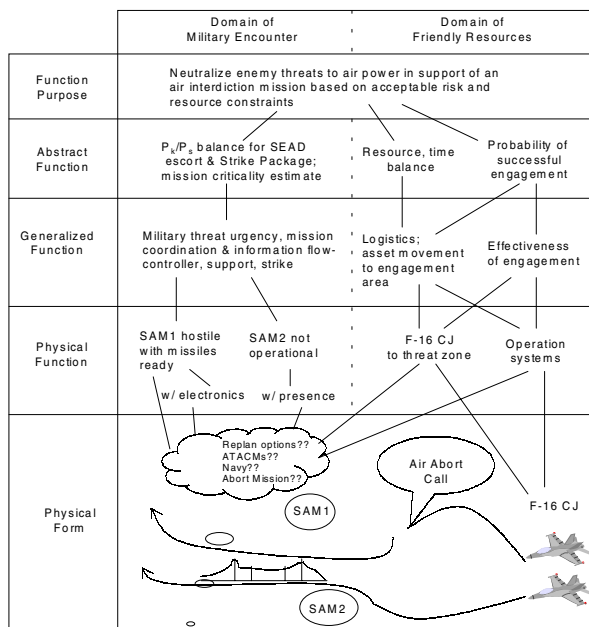 Domain of
Military Encounter
Domain of
Friendly Resources
Function
Purpose
Neutralize enemy threats to air power in support of an
air interdiction mission based on acceptable risk and
resource constraints
Abstract
Function
Pk/Ps balance for SEAD
escort & Strike Package;
mission criticality estimate
Resource, time
balance
Probability of
successful
engagement
Generalized
Function
Military threat urgency, mission
coordination & information flow-
controller, support, strike
Logistics;
asset movement
to engagement
area
Effectiveness
of engagement
Physical
Function
SAM1 hostile
with missiles
ready
SAM2 not
operational
F-16 CJ
to threat zone
Operation
systems
w/ electronics
w/ presence
Physical
Form
Replan options??
ATACMs??
Navy??
Abort Mission??
Air Abort
Call
SAM1
F-16 CJ
SAM2